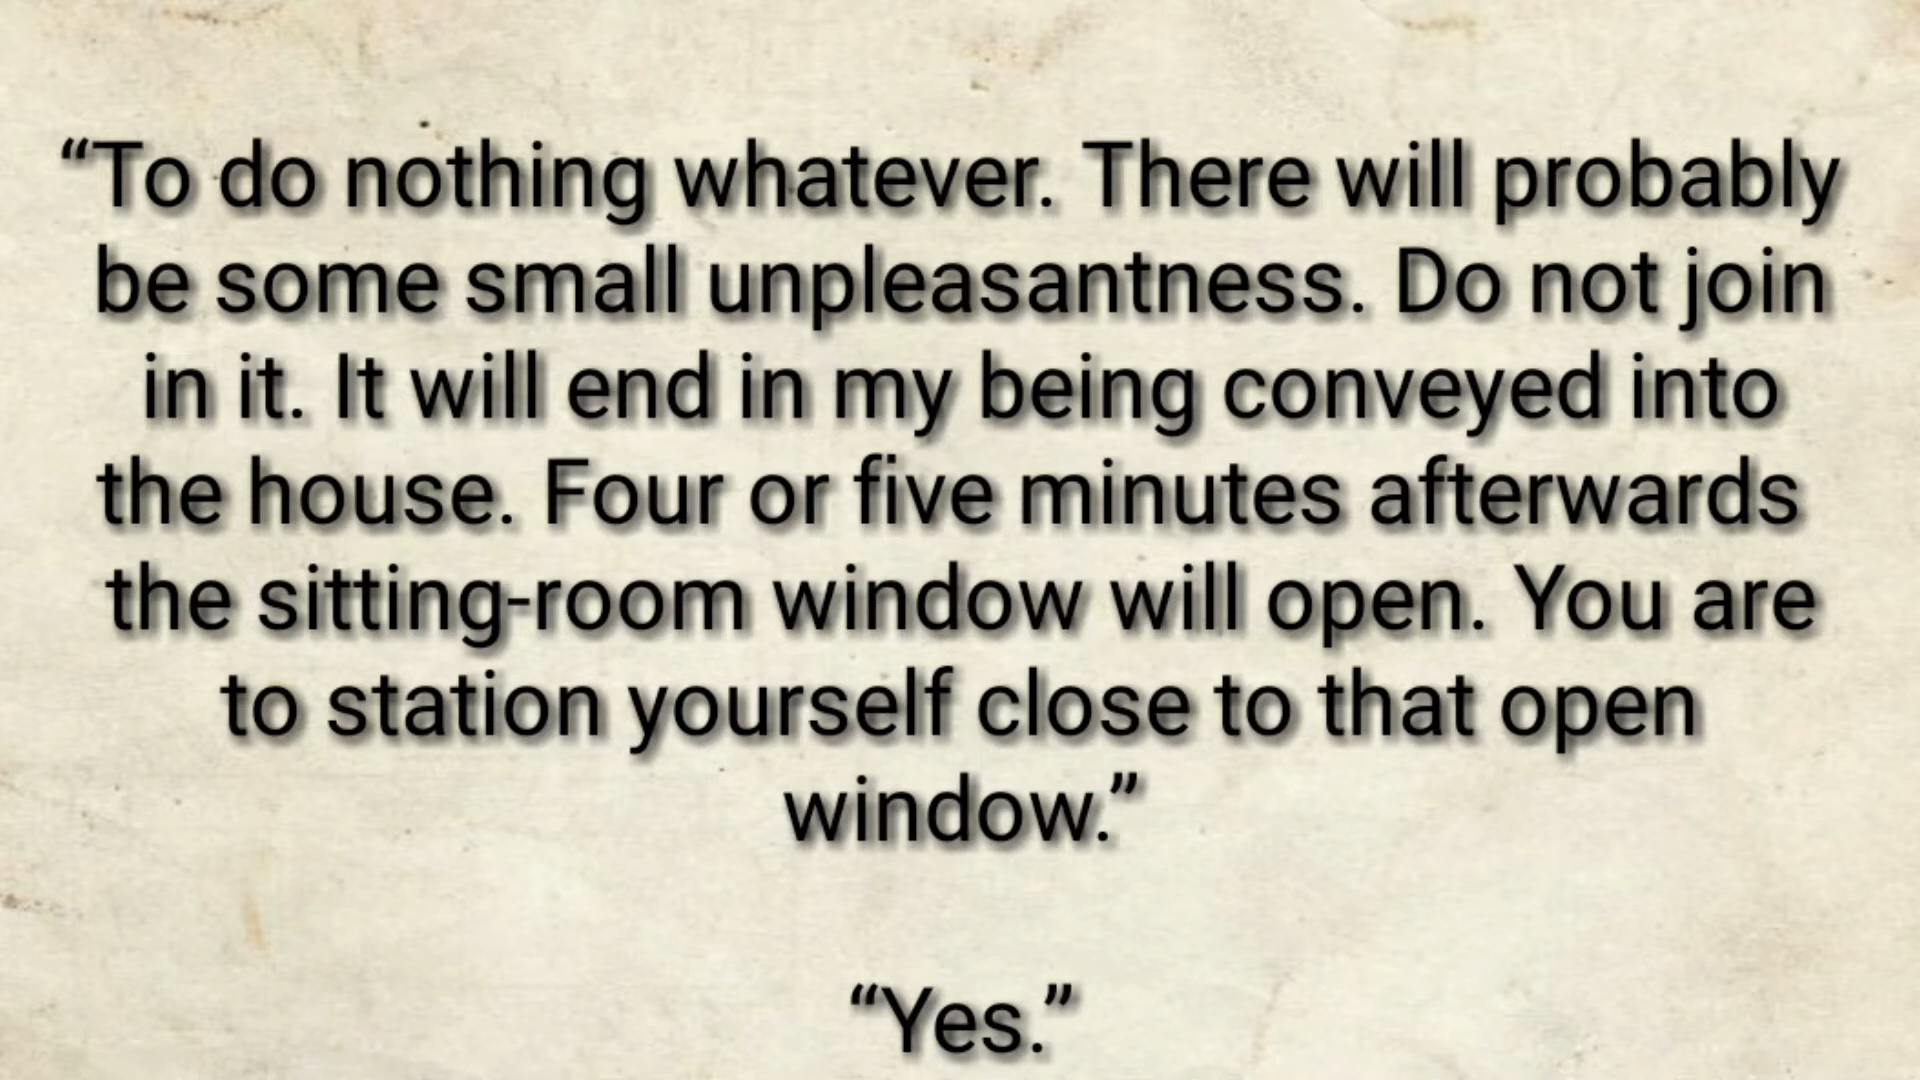 “To do nothing whatever. There will probably
be some small unpleasantness. Do not join
in it. It will end in my being conveyed into
the house. Four or five minutes afterwards
the sitting-room window will open. You are
to station yourself close to that open
window.”
“Yes.”